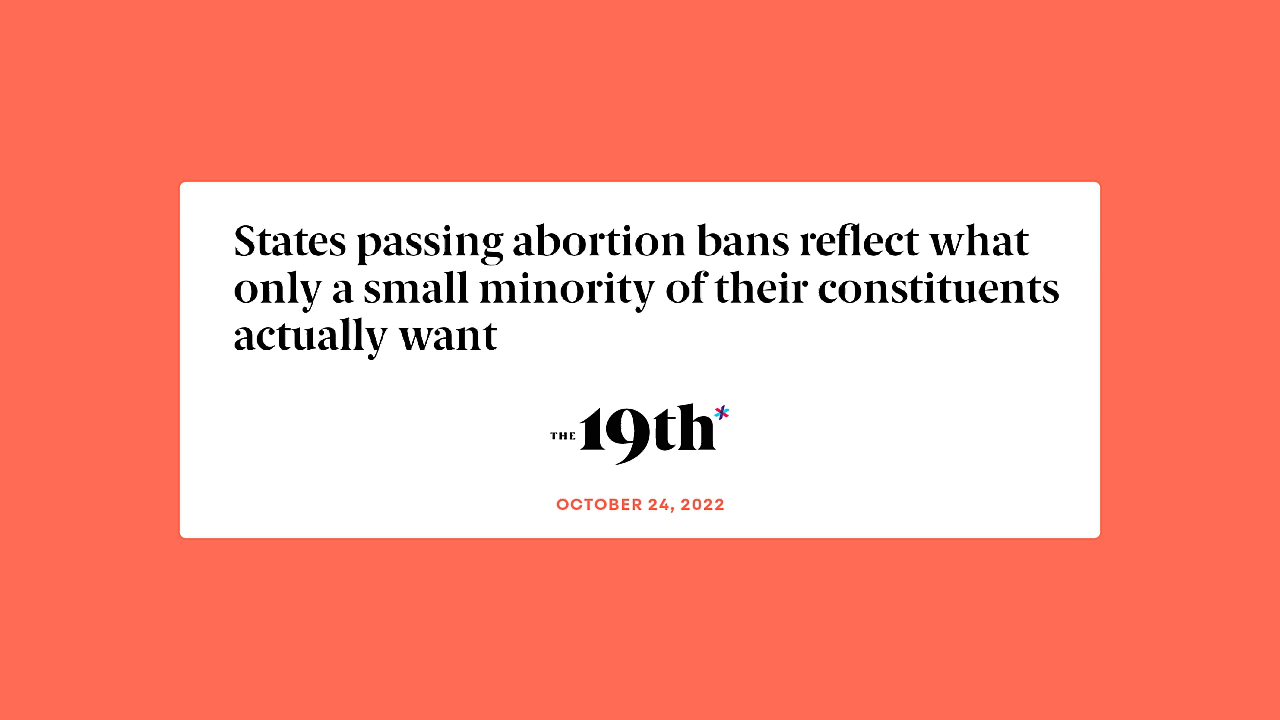 States passing abortion bans reflect what
only a small minority of their constituents
actually want
THE 19th*
OCTOBER 24, 2022